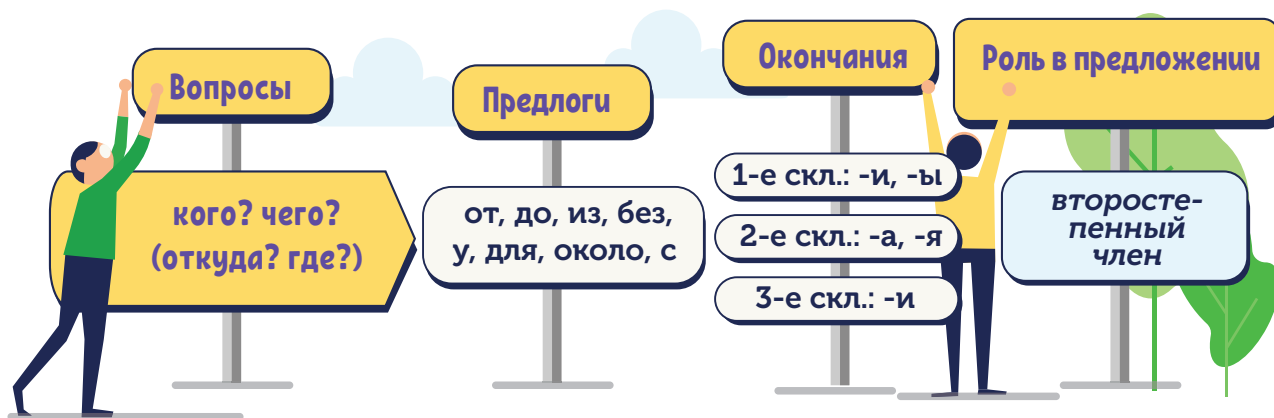 Вопросы
кого? чего?
(откуда? где?)
Предлоги
от, до, из, без,
у, для, около, с
Окончания
1-е скл.: -и, -ы
2-е скл.: -а, -я
3-е скл.: -и
Роль в предложении
второсте-
пенный
член